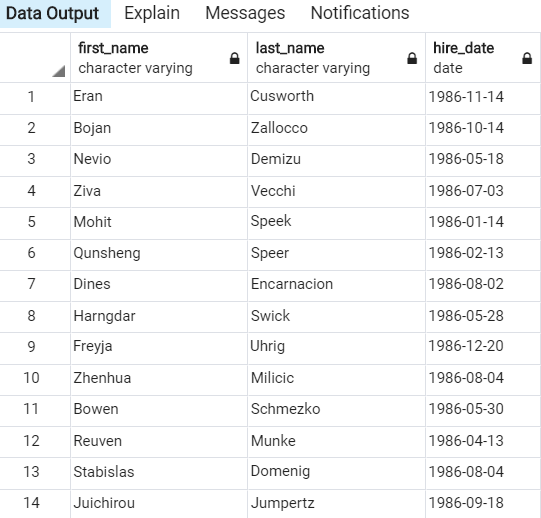 Data Output Explain Messages Notifications
first_name last_name hire_date
character varying character varying date
1 Eran Cusworth 1986-11-14
2 Bojan Zallocco 1986-10-14
3 Nevio Demizu 1986-05-18
4 Ziva Vecchi 1986-07-03
5 Mohit Speek 1986-01-14
6 Qunsheng Speer 1986-02-13
7 Dines Encarnacion 1986-08-02
8 Harngdar Swick 1986-05-28
9 Freyja Uhrig 1986-12-20
10 Zhenhua Milicic 1986-08-04
11 Bowen Schmezko 1986-05-30
12 Reuven Munke 1986-04-13
13 Stabislas Domenig 1986-08-04
14 Juichirou Jumpertz 1986-09-18